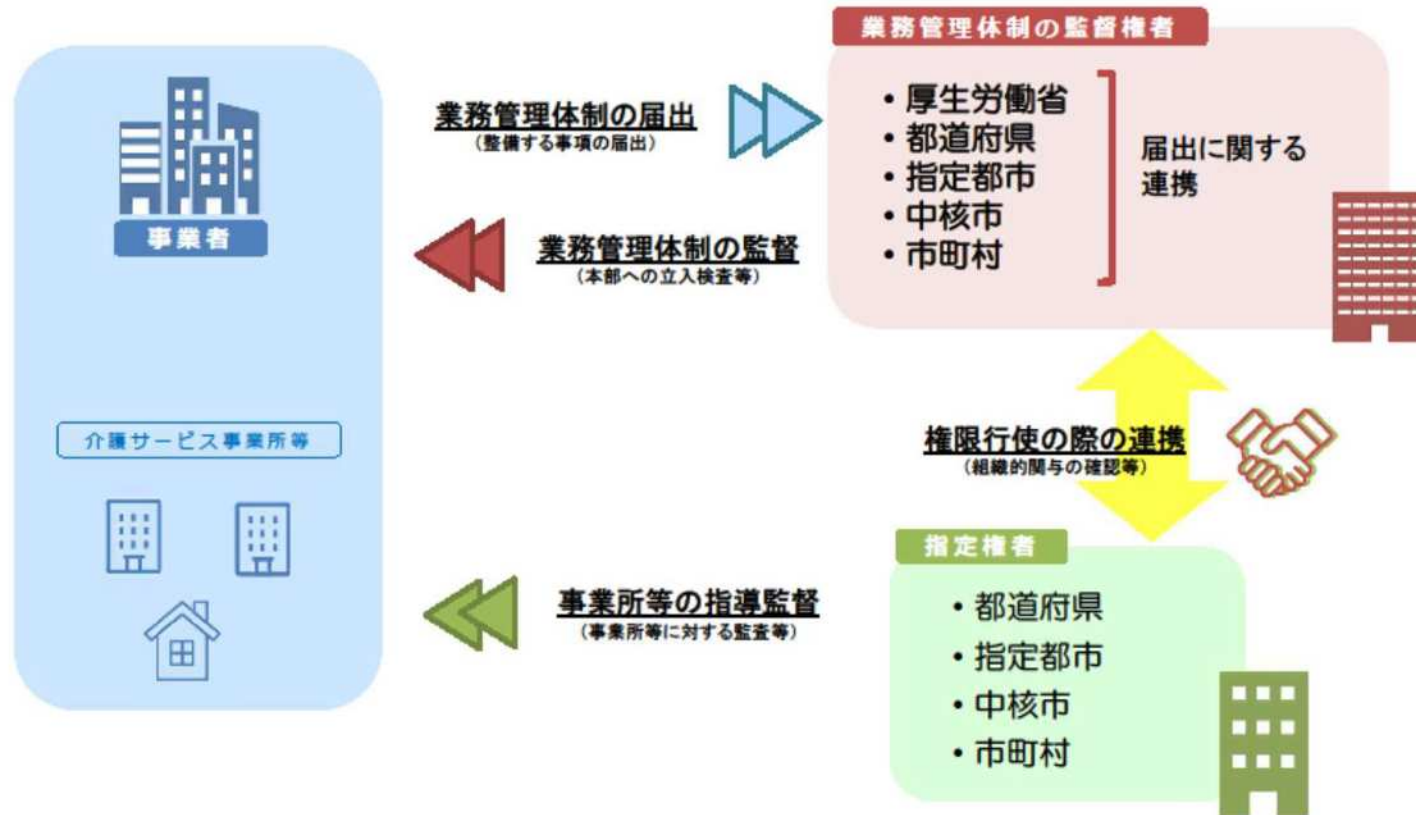 業務管理体制の監督権者
・厚生労働省
・都道府県
・指定都市
・中核市
・市町村
届出に関する
連携
業務管理体制の届出
（整備する事項の届出）
事業者
業務管理体制の監督
（本部への立入検査等）
介護サービス事業所等
権限行使の際の連携
（組織的関与の確認等）
指定権者
・都道府県
・指定都市
・中核市
・市町村
事業所等の指導監督
（事業所等に対する監査等）